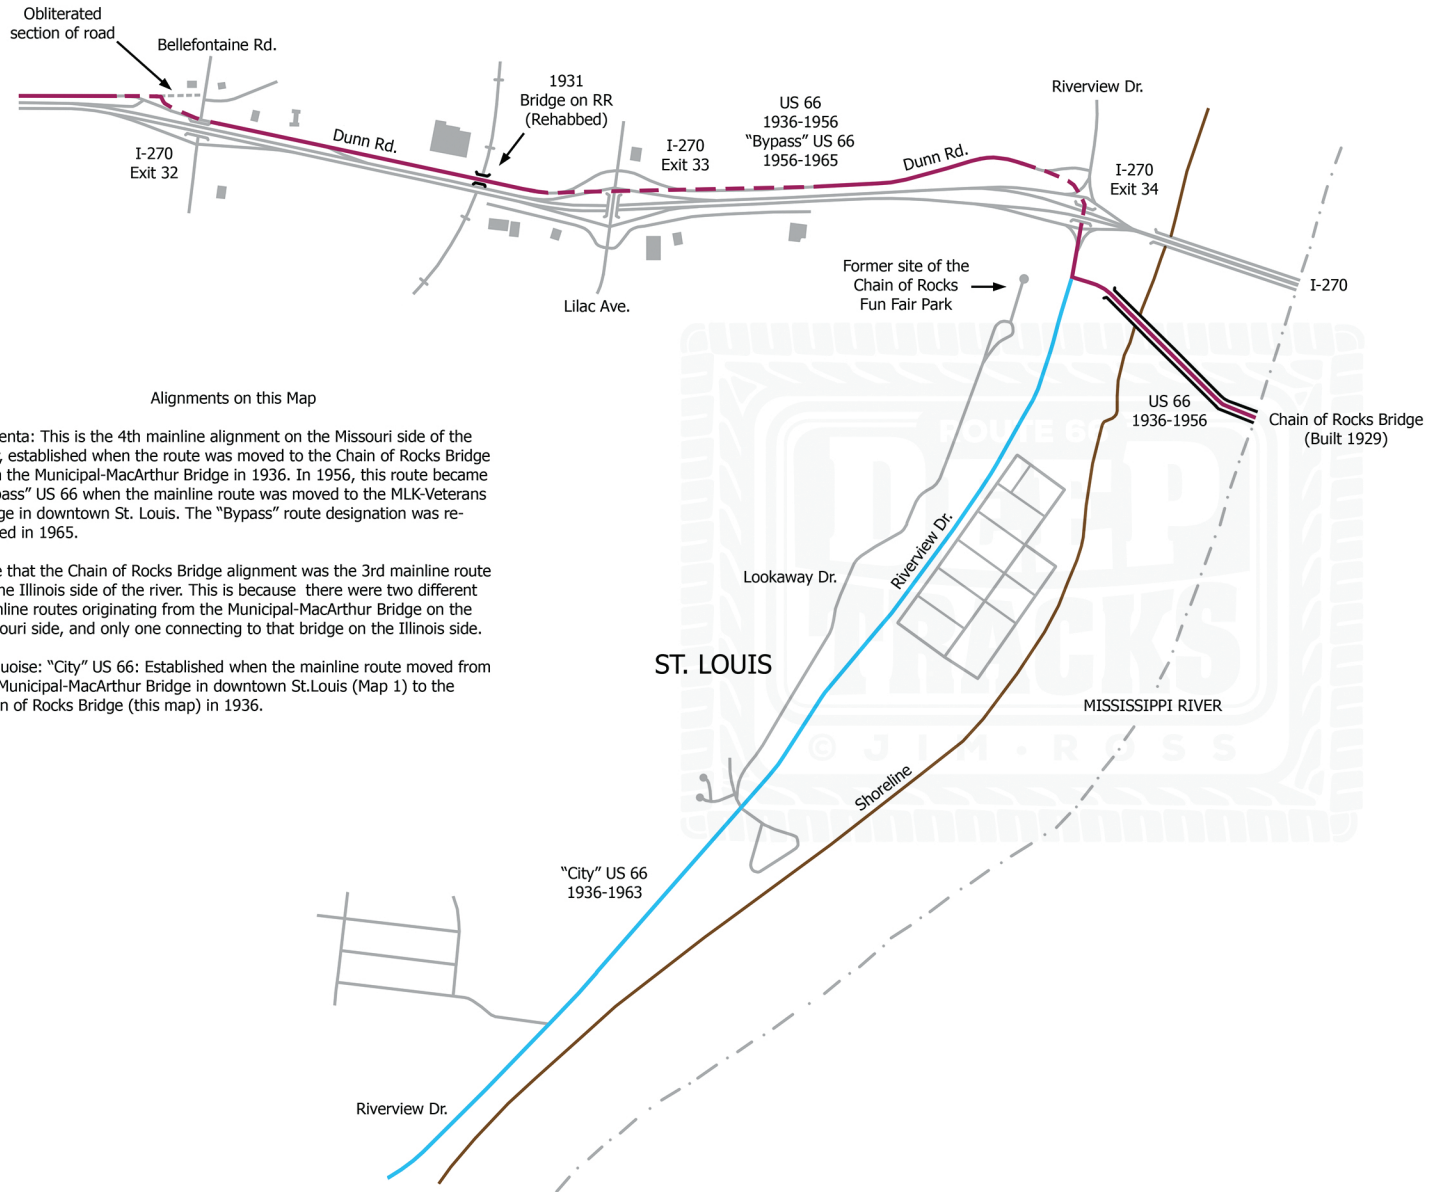 Obliterated
section of road
Bellefontaine Rd.
I-270
Exit 32
Dunn Rd.
1931
Bridge on RR
(Rehabbed)
I-270
Exit 33
US 66
1936-1956
“Bypass” US 66
1956-1965
Dunn Rd.
Riverview Dr.
I-270
Exit 34
Lilac Ave.
Former site of the
Chain of Rocks
Fun Fair Park
I-270
US 66
1936-1956
Chain of Rocks Bridge
(Built 1929)
Alignments on this Map
enta: This is the 4th mainline alignment on the Missouri side of the
, established when the route was moved to the Chain of Rocks Bridge
the Municipal-MacArthur Bridge in 1936. In 1956, this route became
pass” US 66 when the mainline route was moved to the MLK-Veterans
ge in downtown St. Louis. The “Bypass” route designation was re-
ed in 1965.
e that the Chain of Rocks Bridge alignment was the 3rd mainline route
he Illinois side of the river. This is because there were two different
nline routes originating from the Municipal-MacArthur Bridge on the
ouri side, and only one connecting to that bridge on the Illinois side.
uoise: “City” US 66: Established when the mainline route moved from
Municipal-MacArthur Bridge in downtown St.Louis (Map 1) to the
n of Rocks Bridge (this map) in 1936.
ROUTE 66
DEEP
TRACKS
© JIM · ROSS
Riverview Dr.
Lookaway Dr.
ST. LOUIS
MISSISSIPPI RIVER
Shoreline
“City” US 66
1936-1963
Riverview Dr.